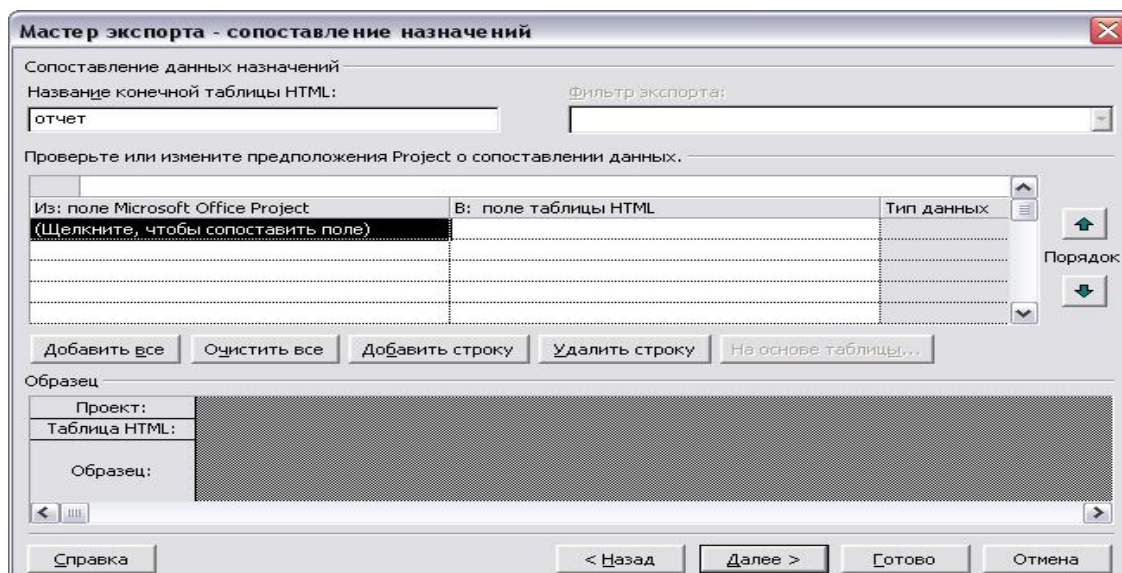 Мастер экспорта - сопоставление назначений
Сопоставление данных назначений
Название конечной таблицы HTML:
Фильтр экспорта:
отчет
Проверьте или измените предположения Project о сопоставлении данных.
Из: поле Microsoft Office Project
В: поле таблицы HTML
Тип данных
(Щелкните, чтобы сопоставить поле)
Порядок
Добавить все
Очистить все
Добавить строку
Удалить строку
На основе таблицы...
Образец
Проект:
Таблица HTML:
Образец:
Справка
< Назад
Далее >
Готово
Отмена